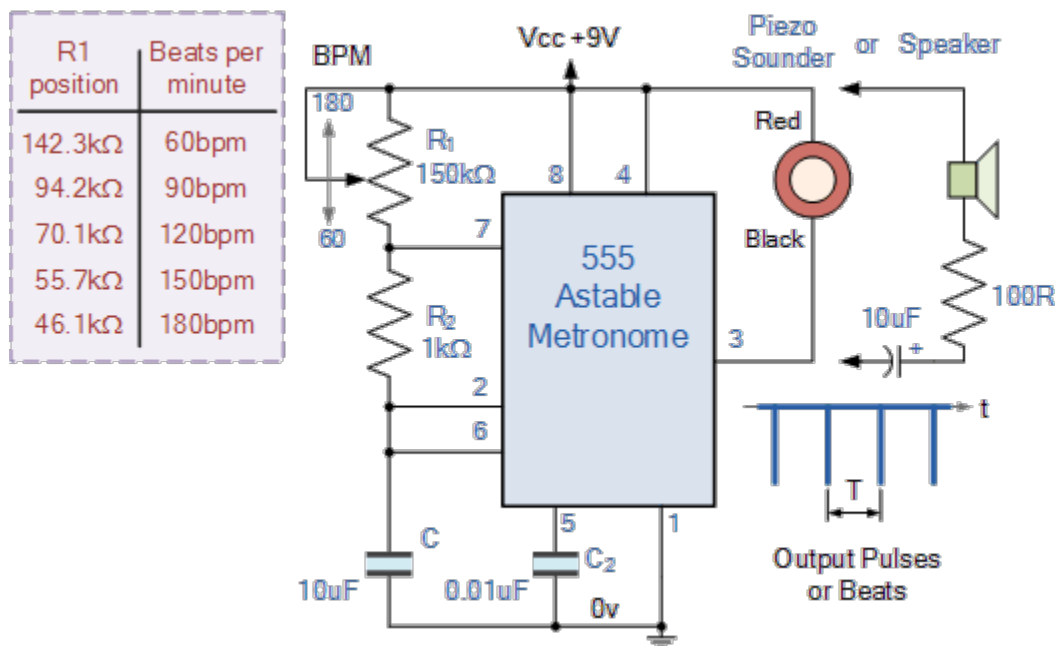 R1 position
Beats per minute
142.3kΩ 60bpm
94.2kΩ 90bpm
70.1kΩ 120bpm
55.7kΩ 150bpm
46.1kΩ 180bpm
BPM
180
60
Vcc +9V
Piezo Sounder
or Speaker
R₁
150kΩ
8
4
Red
Black
7
555
Astable
Metronome
R₂
1kΩ
3
10uF
+
100R
2
6
t
T
5
1
C
10uF
C₂
0.01uF
0v
Output Pulses
or Beats